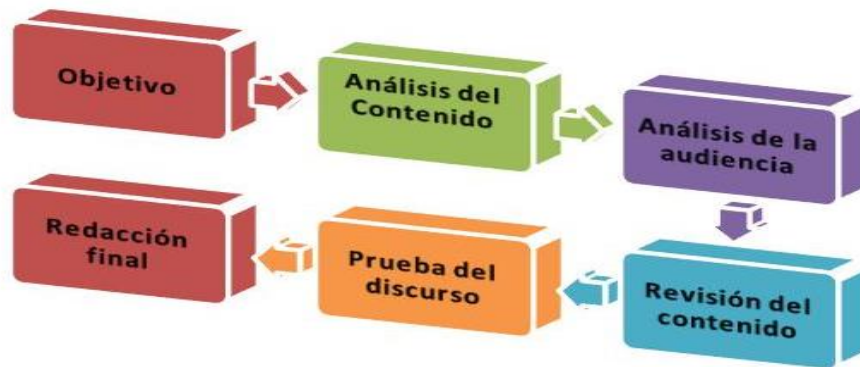 Objetivo
Análisis del
Contenido
Análisis de la
audiencia
Revisión del
contenido
Prueba del
discurso
Redacción
final